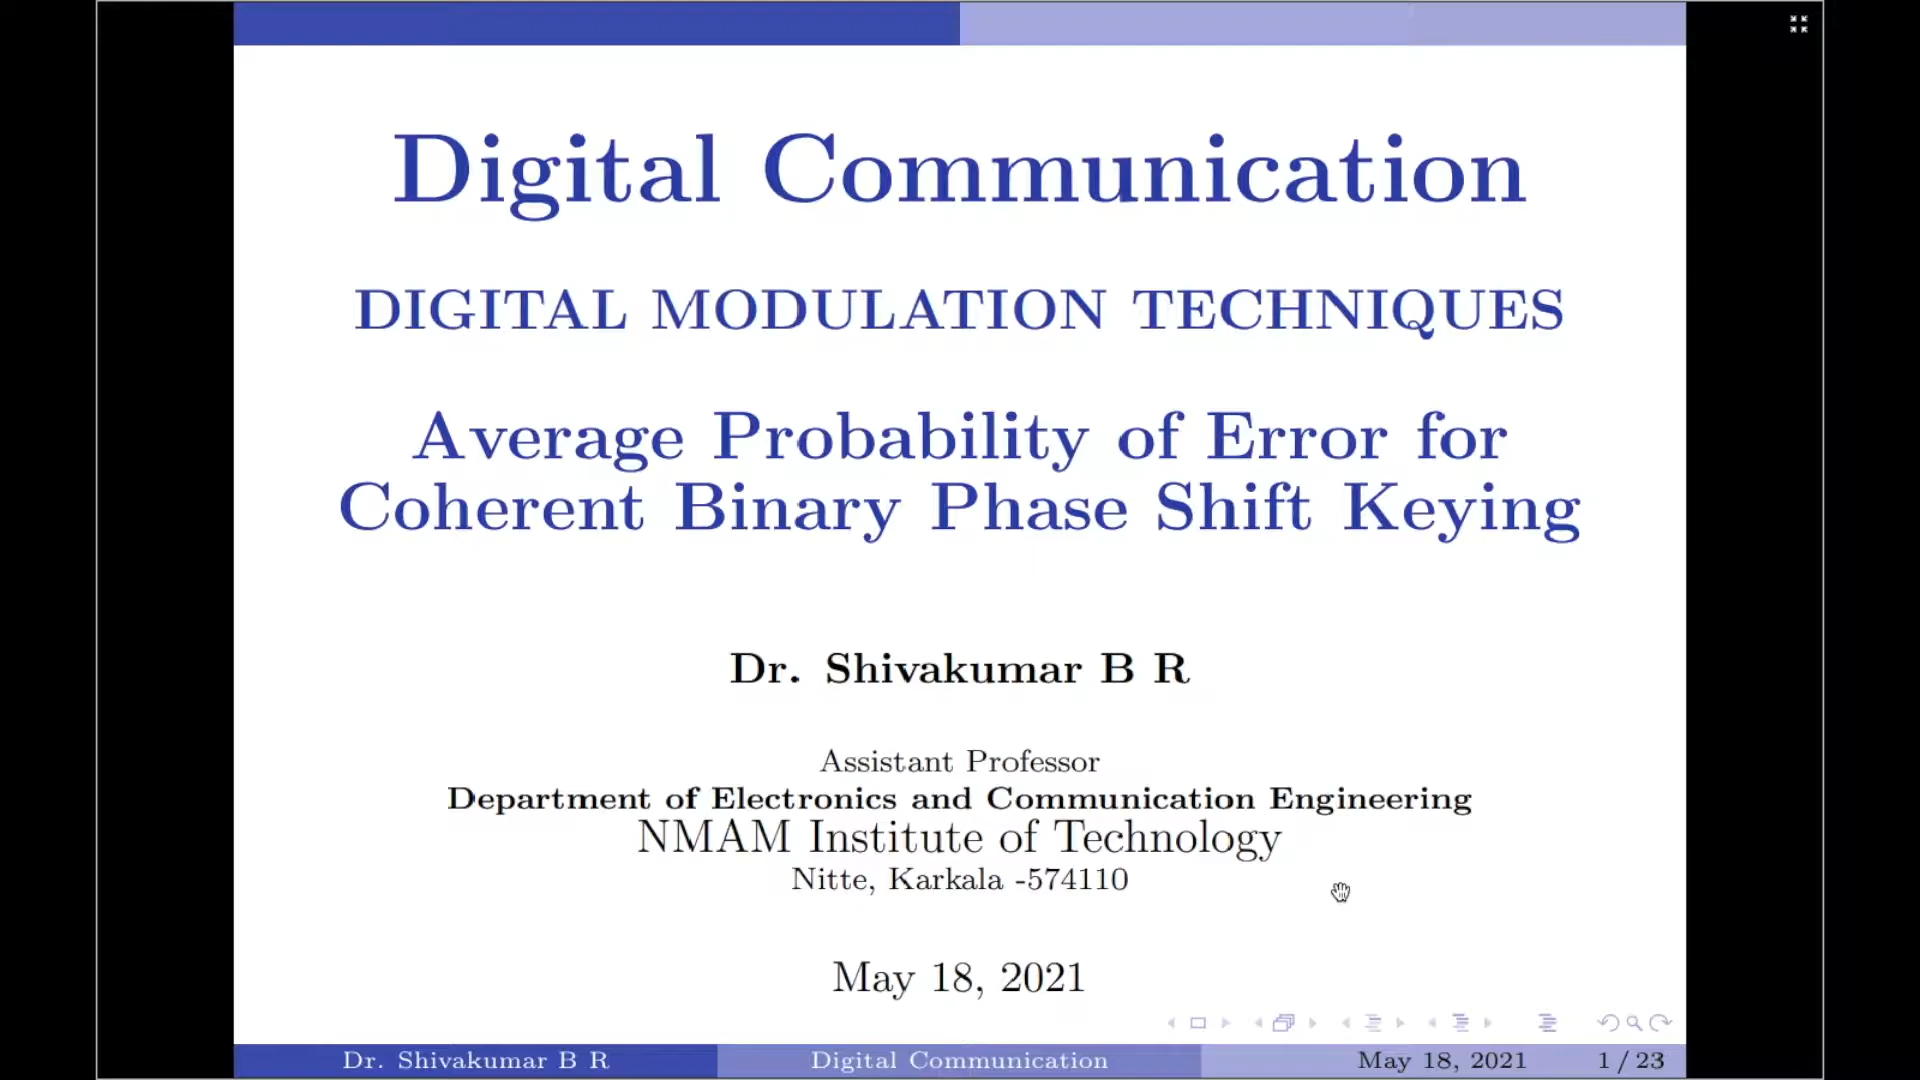 Digital Communication
DIGITAL MODULATION TECHNIQUES
Average Probability of Error for
Coherent Binary Phase Shift Keying
Dr. Shivakumar B R
Assistant Professor
Department of Electronics and Communication Engineering
NMAM Institute of Technology
Nitte, Karkala -574110
May 18, 2021
Dr. Shivakumar B R Digital Communication May 18, 2021 1 / 23